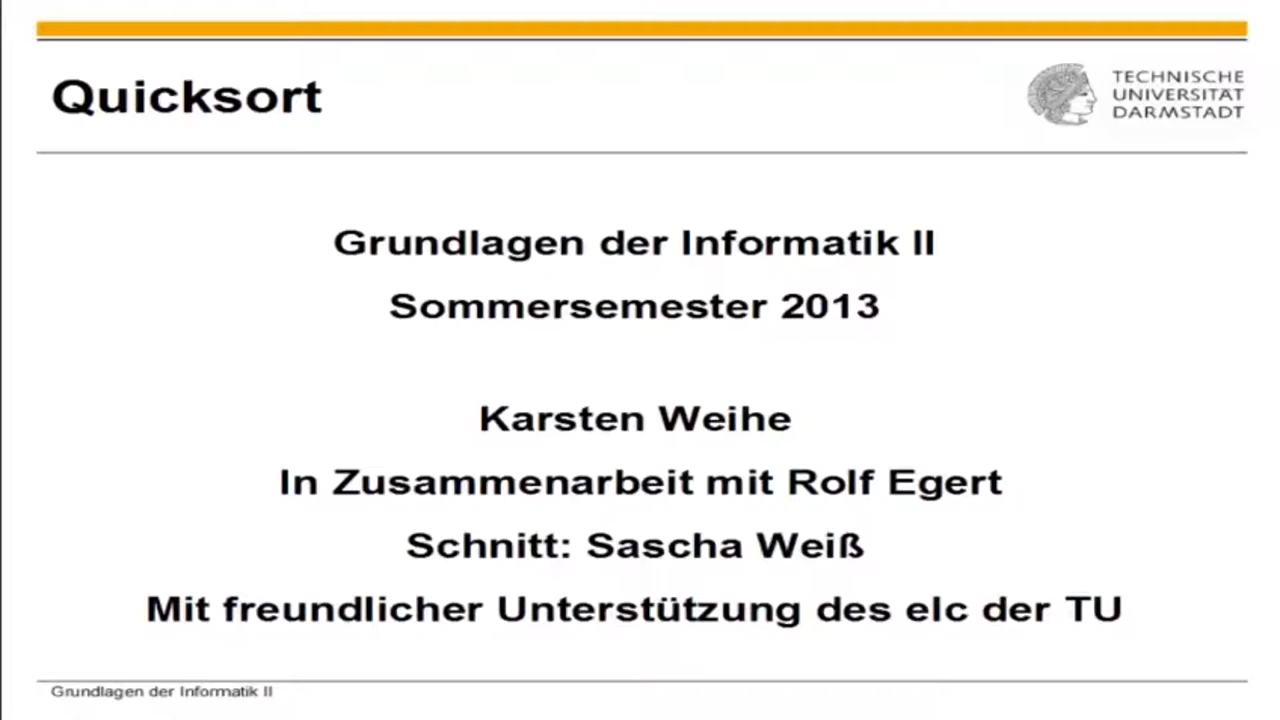 Quicksort
TECHNISCHE
UNIVERSITÄT
DARMSTADT
Grundlagen der Informatik II
Sommersemester 2013
Karsten Weihe
In Zusammenarbeit mit Rolf Egert
Schnitt: Sascha Weiß
Mit freundlicher Unterstützung des elc der TU
Grundlagen der Informatik II